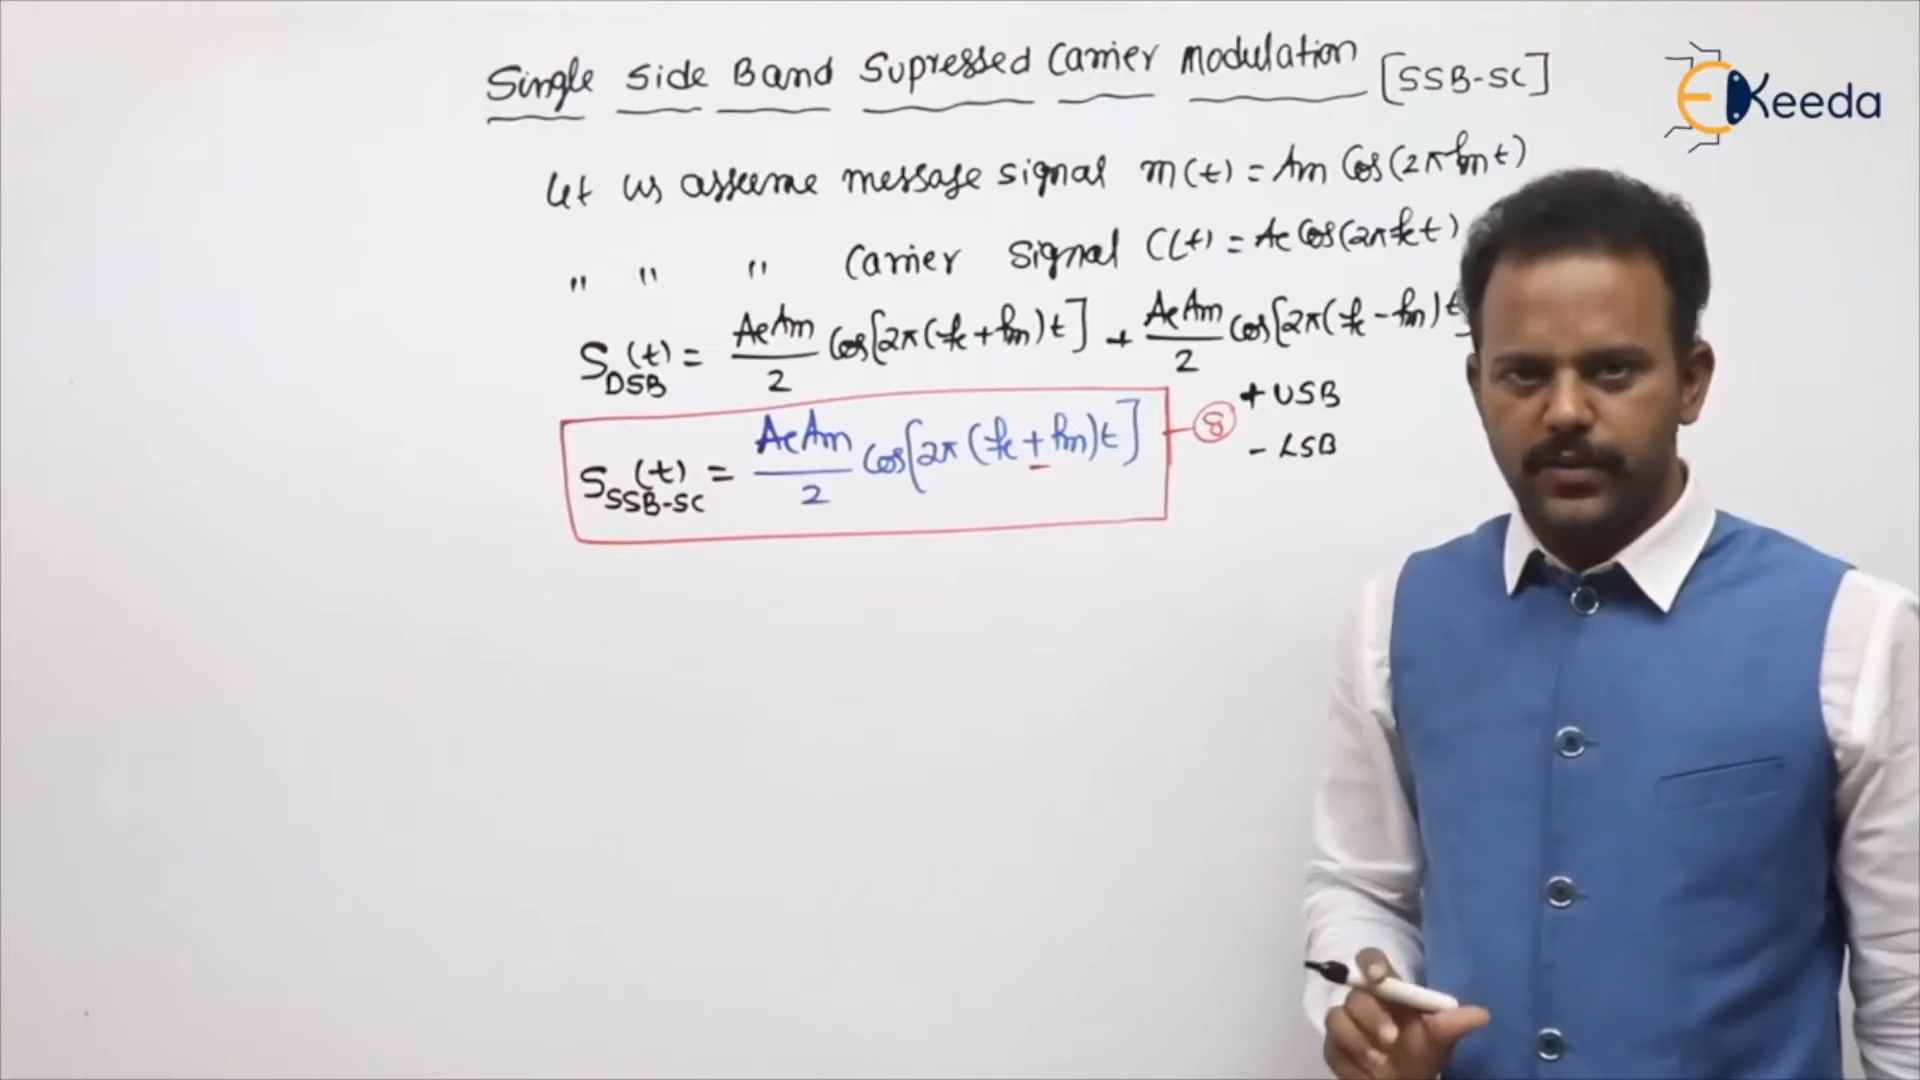 Single Side Band Supressed Carrier Modulation [SSB-SC]
EKeeda
Let us assume message signal m(t) = Am Cos(2πfmt)
" " " Carrier signal C(t) = Ac Cos(2πfct)
S_DSB(t) = AcAm/2 cos[2π(fc+fm)t] + AcAm/2 cos[2π(fc-fm)t]
S_SSB-SC(t) = AcAm/2 cos[2π(fc±fm)t] - 8
+ USB
- LSB